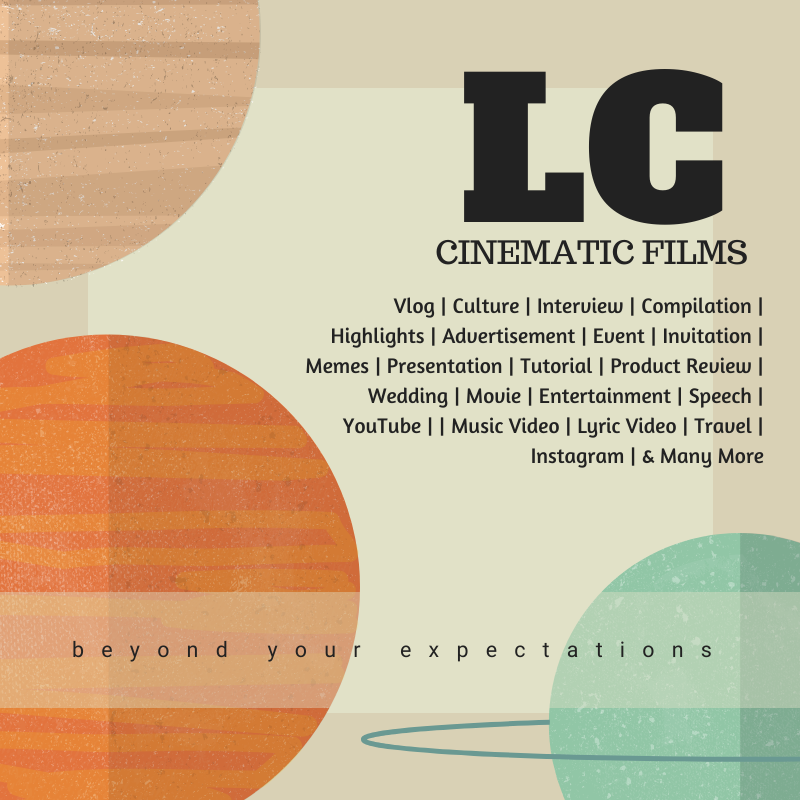 LC
CINEMATIC FILMS
Vlog | Culture | Interview | Compilation |
Highlights | Advertisement | Event | Invitation |
Memes | Presentation | Tutorial | Product Review |
Wedding | Movie | Entertainment | Speech |
YouTube | | Music Video | Lyric Video | Travel |
Instagram | & Many More
beyond your expectations